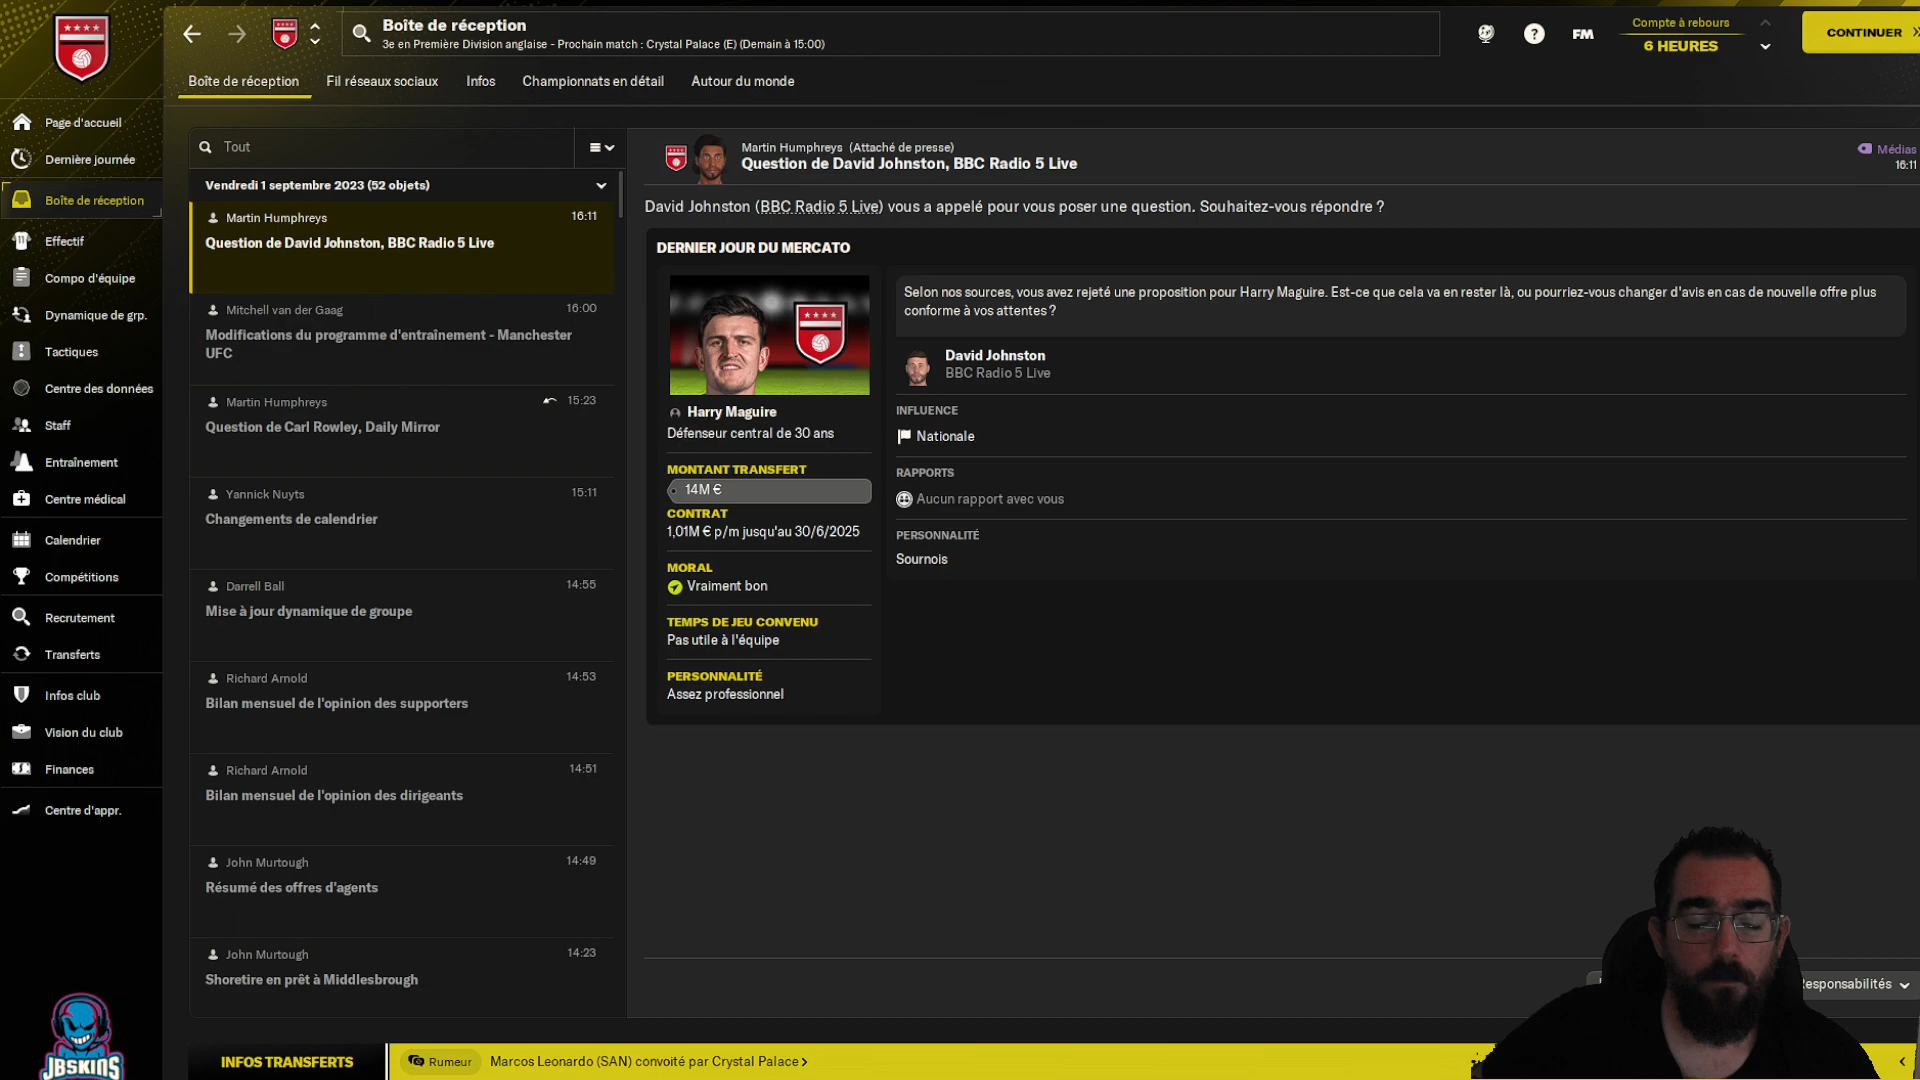 Boîte de réception
3e en Première Division anglaise - Prochain match : Crystal Palace (E) (Demain à 15:00)
FM
Compte à rebours
6 HEURES
CONTINUER
Boîte de réception
Fil réseaux sociaux
Infos
Championnats en détail
Autour du monde
Page d'accueil
Dernière journée
Boîte de réception
Effectif
Compo d'équipe
Dynamique de grp.
Tactiques
Centre des données
Staff
Entraînement
Centre médical
Calendrier
Compétitions
Recrutement
Transferts
Infos club
Vision du club
Finances
Centre d'appr.
JBSKINS
Tout
Vendredi 1 septembre 2023 (52 objets)
Martin Humphreys 16:11
Question de David Johnston, BBC Radio 5 Live
Mitchell van der Gaag 16:00
Modifications du programme d'entraînement - Manchester
UFC
Martin Humphreys 15:23
Question de Carl Rowley, Daily Mirror
Yannick Nuyts 15:11
Changements de calendrier
Darrell Ball 14:55
Mise à jour dynamique de groupe
Richard Arnold 14:53
Bilan mensuel de l'opinion des supporters
Richard Arnold 14:51
Bilan mensuel de l'opinion des dirigeants
John Murtough 14:49
Résumé des offres d'agents
John Murtough 14:23
Shoretire en prêt à Middlesbrough
Martin Humphreys (Attaché de presse)
Question de David Johnston, BBC Radio 5 Live
Médias
16:11
David Johnston (BBC Radio 5 Live) vous a appelé pour vous poser une question. Souhaitez-vous répondre ?
DERNIER JOUR DU MERCATO
Harry Maguire
Défenseur central de 30 ans
MONTANT TRANSFERT
14M €
CONTRAT
1,01M € p/m jusqu'au 30/6/2025
MORAL
Vraiment bon
TEMPS DE JEU CONVENU
Pas utile à l'équipe
PERSONNALITÉ
Assez professionnel
Selon nos sources, vous avez rejeté une proposition pour Harry Maguire. Est-ce que cela va en rester là, ou pourriez-vous changer d'avis en cas de nouvelle offre plus
conforme à vos attentes ?
David Johnston
BBC Radio 5 Live
INFLUENCE
Nationale
RAPPORTS
Aucun rapport avec vous
PERSONNALITÉ
Sournois
Responsabilités
INFOS TRANSFERTS
Rumeur
Marcos Leonardo (SAN) convoité par Crystal Palace